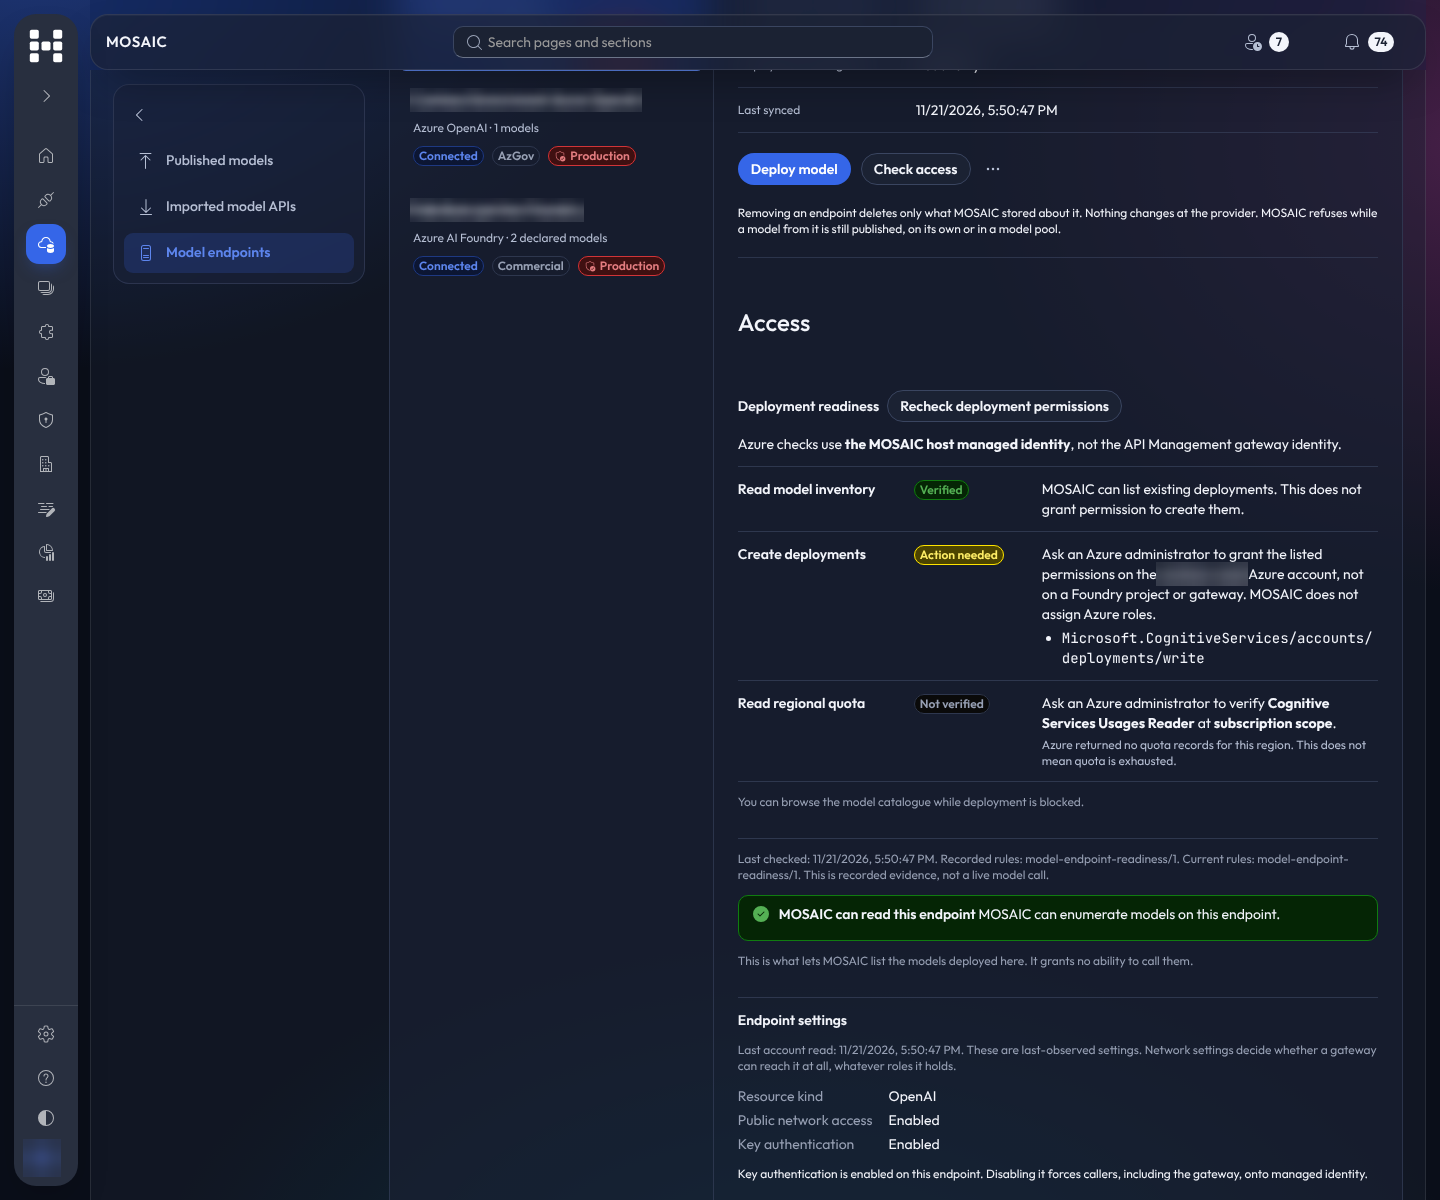 MOSAIC
Search pages and sections
7
74
Published models
Imported model APIs
Model endpoints
Azure OpenAI · 1 models
Connected
AzGov
Production
Azure AI Foundry · 2 declared models
Connected
Commercial
Production
Last synced
11/21/2026, 5:50:47 PM
Deploy model
Check access
Removing an endpoint deletes only what MOSAIC stored about it. Nothing changes at the provider. MOSAIC refuses while
a model from it is still published, on its own or in a model pool.
Access
Deployment readiness
Recheck deployment permissions
Azure checks use the MOSAIC host managed identity, not the API Management gateway identity.
Read model inventory
Verified
MOSAIC can list existing deployments. This does not
grant permission to create them.
Create deployments
Action needed
Ask an Azure administrator to grant the listed
permissions on the Azure account, not
on a Foundry project or gateway. MOSAIC does not
assign Azure roles.
• Microsoft.CognitiveServices/accounts/
deployments/write
Read regional quota
Not verified
Ask an Azure administrator to verify Cognitive
Services Usages Reader at subscription scope.
Azure returned no quota records for this region. This does not
mean quota is exhausted.
You can browse the model catalogue while deployment is blocked.
Last checked: 11/21/2026, 5:50:47 PM. Recorded rules: model-endpoint-readiness/1. Current rules: model-endpoint-
readiness/1. This is recorded evidence, not a live model call.
MOSAIC can read this endpoint MOSAIC can enumerate models on this endpoint.
This is what lets MOSAIC list the models deployed here. It grants no ability to call them.
Endpoint settings
Last account read: 11/21/2026, 5:50:47 PM. These are last-observed settings. Network settings decide whether a gateway
can reach it at all, whatever roles it holds.
Resource kind
OpenAI
Public network access
Enabled
Key authentication
Enabled
Key authentication is enabled on this endpoint. Disabling it forces callers, including the gateway, onto managed identity.